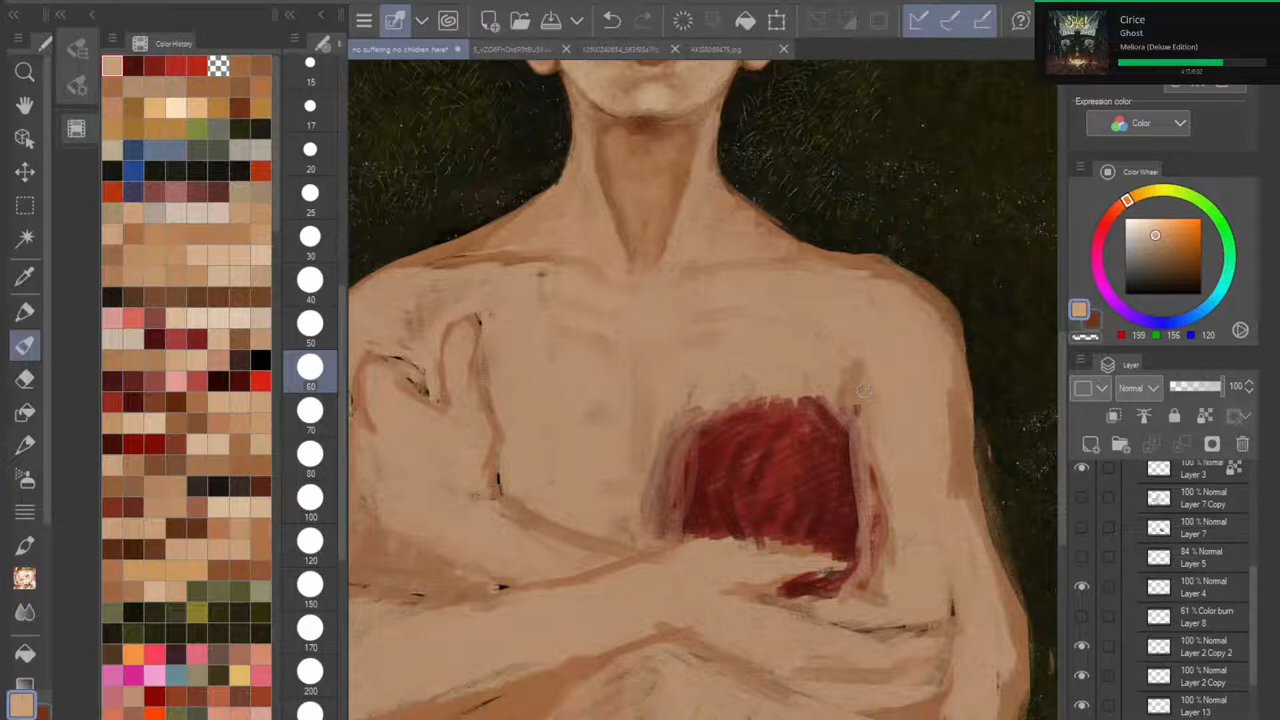 Color History
no suffering no children here*
Cirice
Ghost
Meliora (Deluxe Edition)
15
17
20
25
30
40
50
60
70
80
100
120
150
170
200
Expression color
Color
Color Wheel
199
156
120
Layer
Normal
100
100 % Normal
Layer 3
100 % Normal
Layer 7 Copy
100 % Normal
Layer 7
84 % Normal
Layer 5
100 % Normal
Layer 4
61 % Color burn
Layer 8
100 % Normal
Layer 2 Copy 2
100 % Normal
Layer 2 Copy
100 % Normal
Layer 13